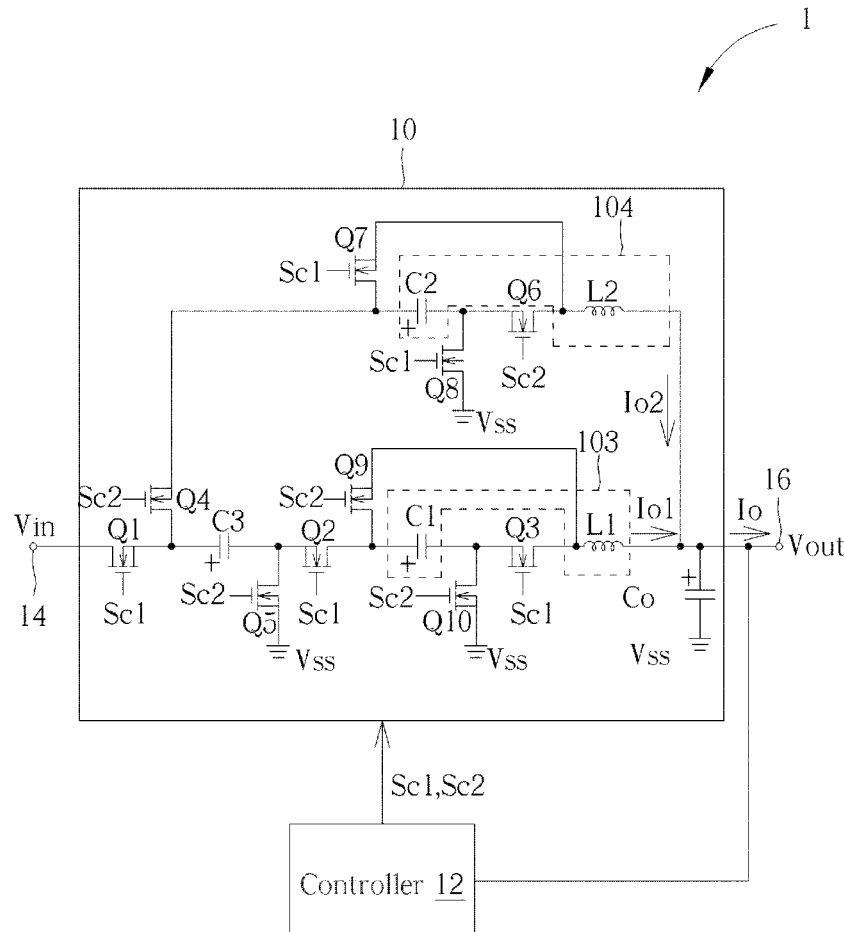 1
10
104
Q7
Sc1
C2
+
Q6
L2
Sc1
Q8
Sc2
Vss
Io2
103
16
Sc2
Q4
Sc2
Q9
Vin
Q1
C3
+
Q2
C1
+
Q3
L1
Io1
Io
Vout
14
Sc1
Sc2
Q5
Sc1
Sc2
Q10
Sc1
Co
+
Vss
Vss
Vss
Sc1,Sc2
Controller 12